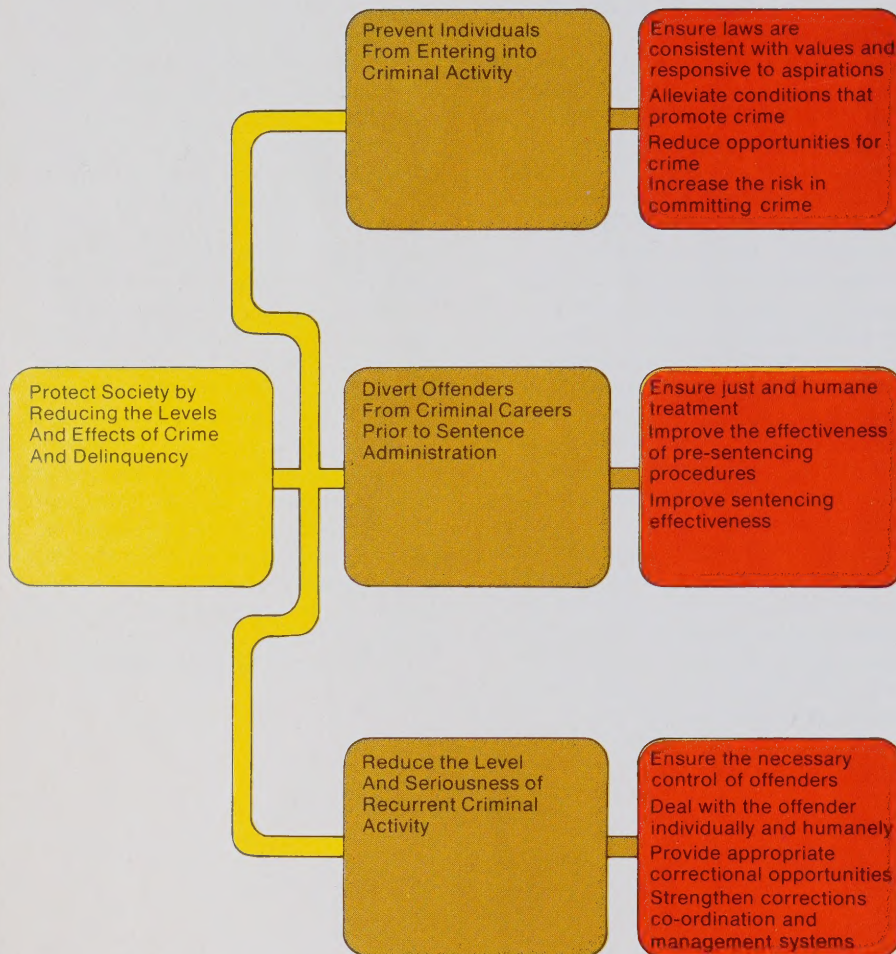 Prevent Individuals
From Entering into
Criminal Activity
Ensure laws are
consistent with values and
responsive to aspirations
Alleviate conditions that
promote crime
Reduce opportunities for
crime
Increase the risk in
committing crime
Protect Society by
Reducing the Levels
And Effects of Crime
And Delinquency
Divert Offenders
From Criminal Careers
Prior to Sentence
Administration
Ensure just and humane
treatment
Improve the effectiveness
of pre-sentencing
procedures
Improve sentencing
effectiveness
Reduce the Level
And Seriousness of
Recurrent Criminal
Activity
Ensure the necessary
control of offenders
Deal with the offender
individually and humanely
Provide appropriate
correctional opportunities
Strengthen corrections
co-ordination and
management systems